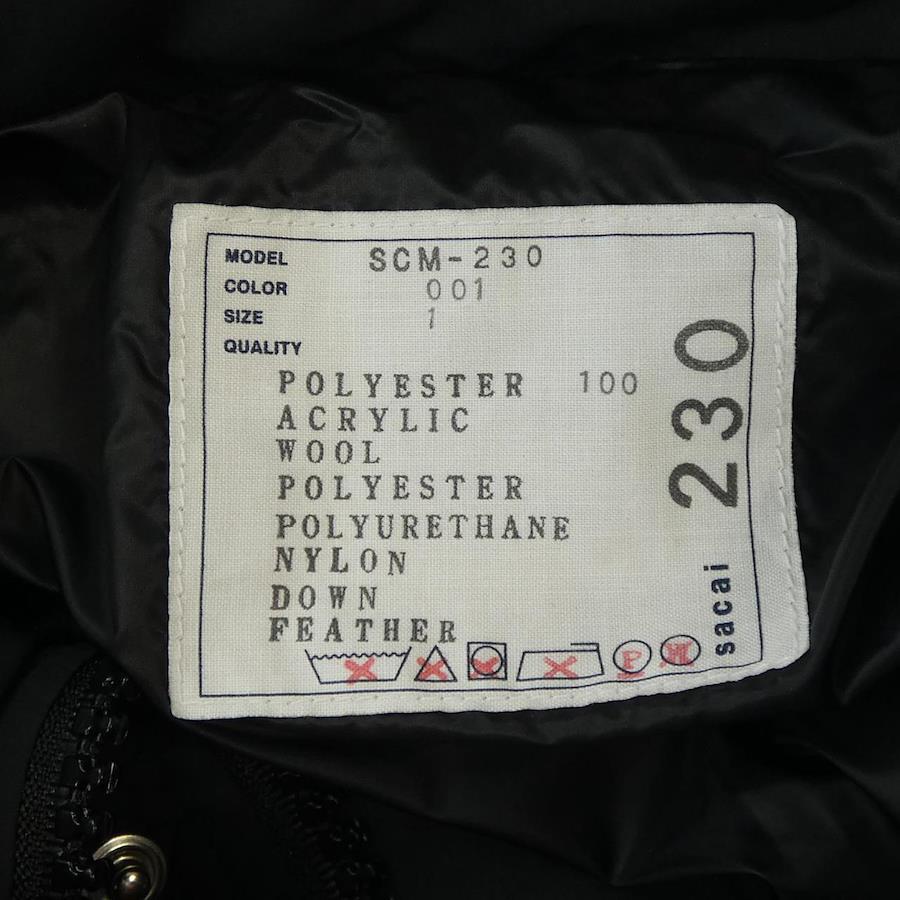 MODEL SCM-230
COLOR 001
SIZE 1
QUALITY
POLYESTER 100
ACRYLIC
WOOL
POLYESTER
POLYURETHANE
NYLON
DOWN
FEATHER
P
sacai 230